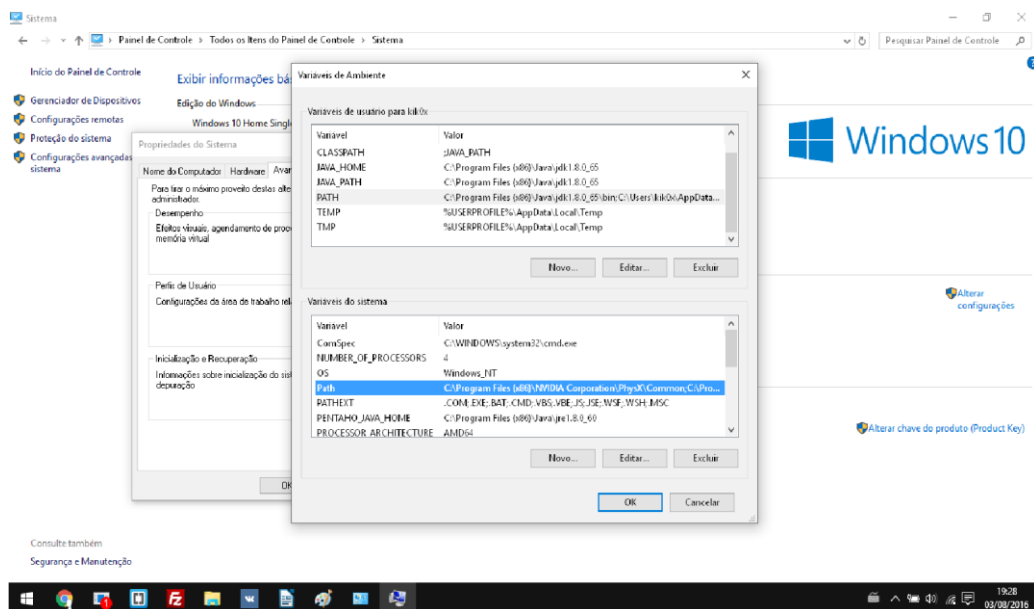 Sistema
Painel de Controle > Todos os Itens do Painel de Controle > Sistema
Pesquisar Painel de Controle
Início do Painel de Controle
Gerenciador de Dispositivos
Configurações remotas
Proteção do sistema
Configurações avançadas
sistema
Exibir informações bá
Edição do Windows
Windows 10 Home Singl
Windows 10
Propriedades do Sistema
Nome do Computador Hardware Avan
Para tirar o máximo proveito destas alte
administrador.
Desempenho
Efeitos visuais, agendamento de proce
memória virtual
Perfis de Usuário
Configurações da área de trabalho rel
Inicialização e Recuperação
Informações sobre inicialização do sist
depuração
OK
Variáveis de Ambiente
Variáveis de usuário para kik0x
Variável Valor
CLASSPATH ;JAVA_PATH
JAVA_HOME C:\Program Files (x86)\Java\jdk1.8.0_65
JAVA_PATH C:\Program Files (x86)\Java\jdk1.8.0_65
PATH C:\Program Files (x86)\Java\jdk1.8.0_65\bin;C:\Users\kik0x\AppData...
TEMP %USERPROFILE%\AppData\Local\Temp
TMP %USERPROFILE%\AppData\Local\Temp
Novo... Editar... Excluir
Variáveis do sistema
Variável Valor
ComSpec C:\WINDOWS\system32\cmd.exe
NUMBER_OF_PROCESSORS 4
OS Windows_NT
Path C:\Program Files (x86)\NVIDIA Corporation\PhysX\Common;C:\Pro...
PATHEXT .COM;.EXE;.BAT;.CMD;.VBS;.VBE;.JS;.JSE;.WSF;.WSH;.MSC
PENTAHO_JAVA_HOME C:\Program Files (x86)\Java\jre1.8.0_60
PROCESSOR_ARCHITECTURE AMD64
Novo... Editar... Excluir
OK Cancelar
Alterar
configurações
Alterar chave do produto (Product Key)
Consulte também
Segurança e Manutenção
19:28
03/08/2016